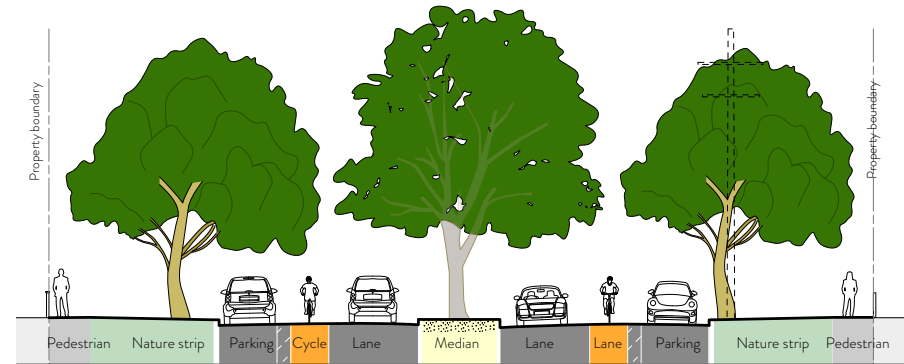 Property boundary
Property boundary
Pedestrian
Nature strip
Parking
Cycle
Lane
Median
Lane
Lane
Parking
Nature strip
Pedestrian